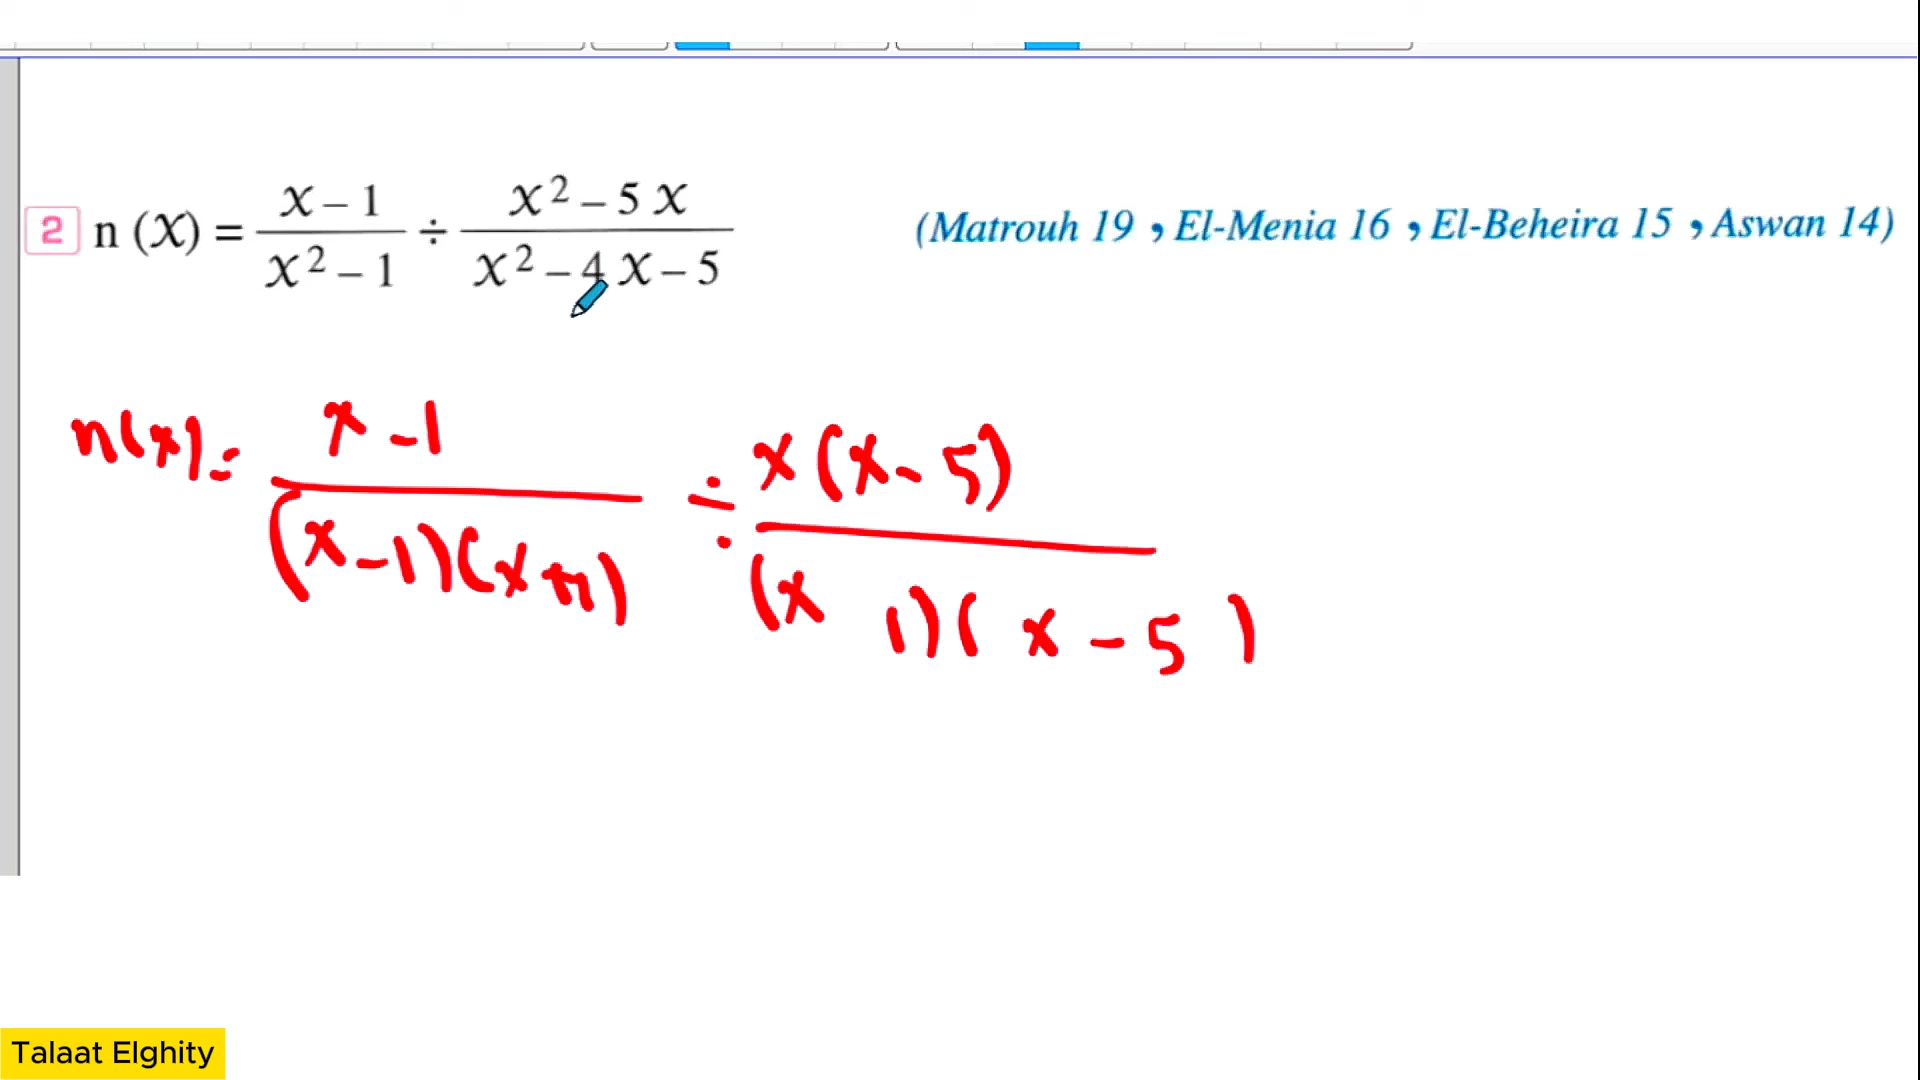 2 n (X) = (X – 1)/(X² – 1) ÷ (X² – 5 X)/(X² – 4 X – 5) (Matrouh 19 , El-Menia 16 , El-Beheira 15 , Aswan 14)
n(x) = (x - 1)/((x - 1)(x + 1)) ÷ (x(x - 5))/((x 1)(x - 5))
Talaat Elghity